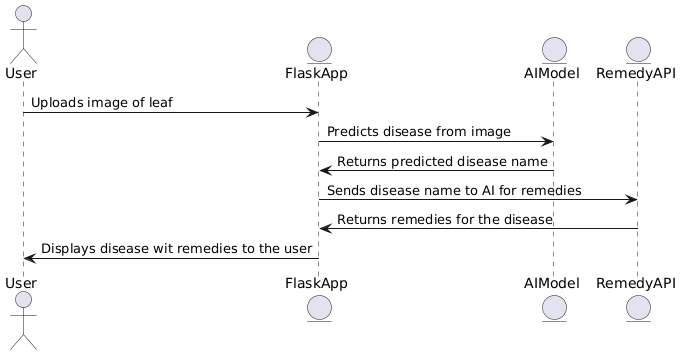 User
FlaskApp
AIModel
RemedyAPI
Uploads image of leaf
Predicts disease from image
Returns predicted disease name
Sends disease name to AI for remedies
Returns remedies for the disease
Displays disease wit remedies to the user
User
FlaskApp
AIModel
RemedyAPI